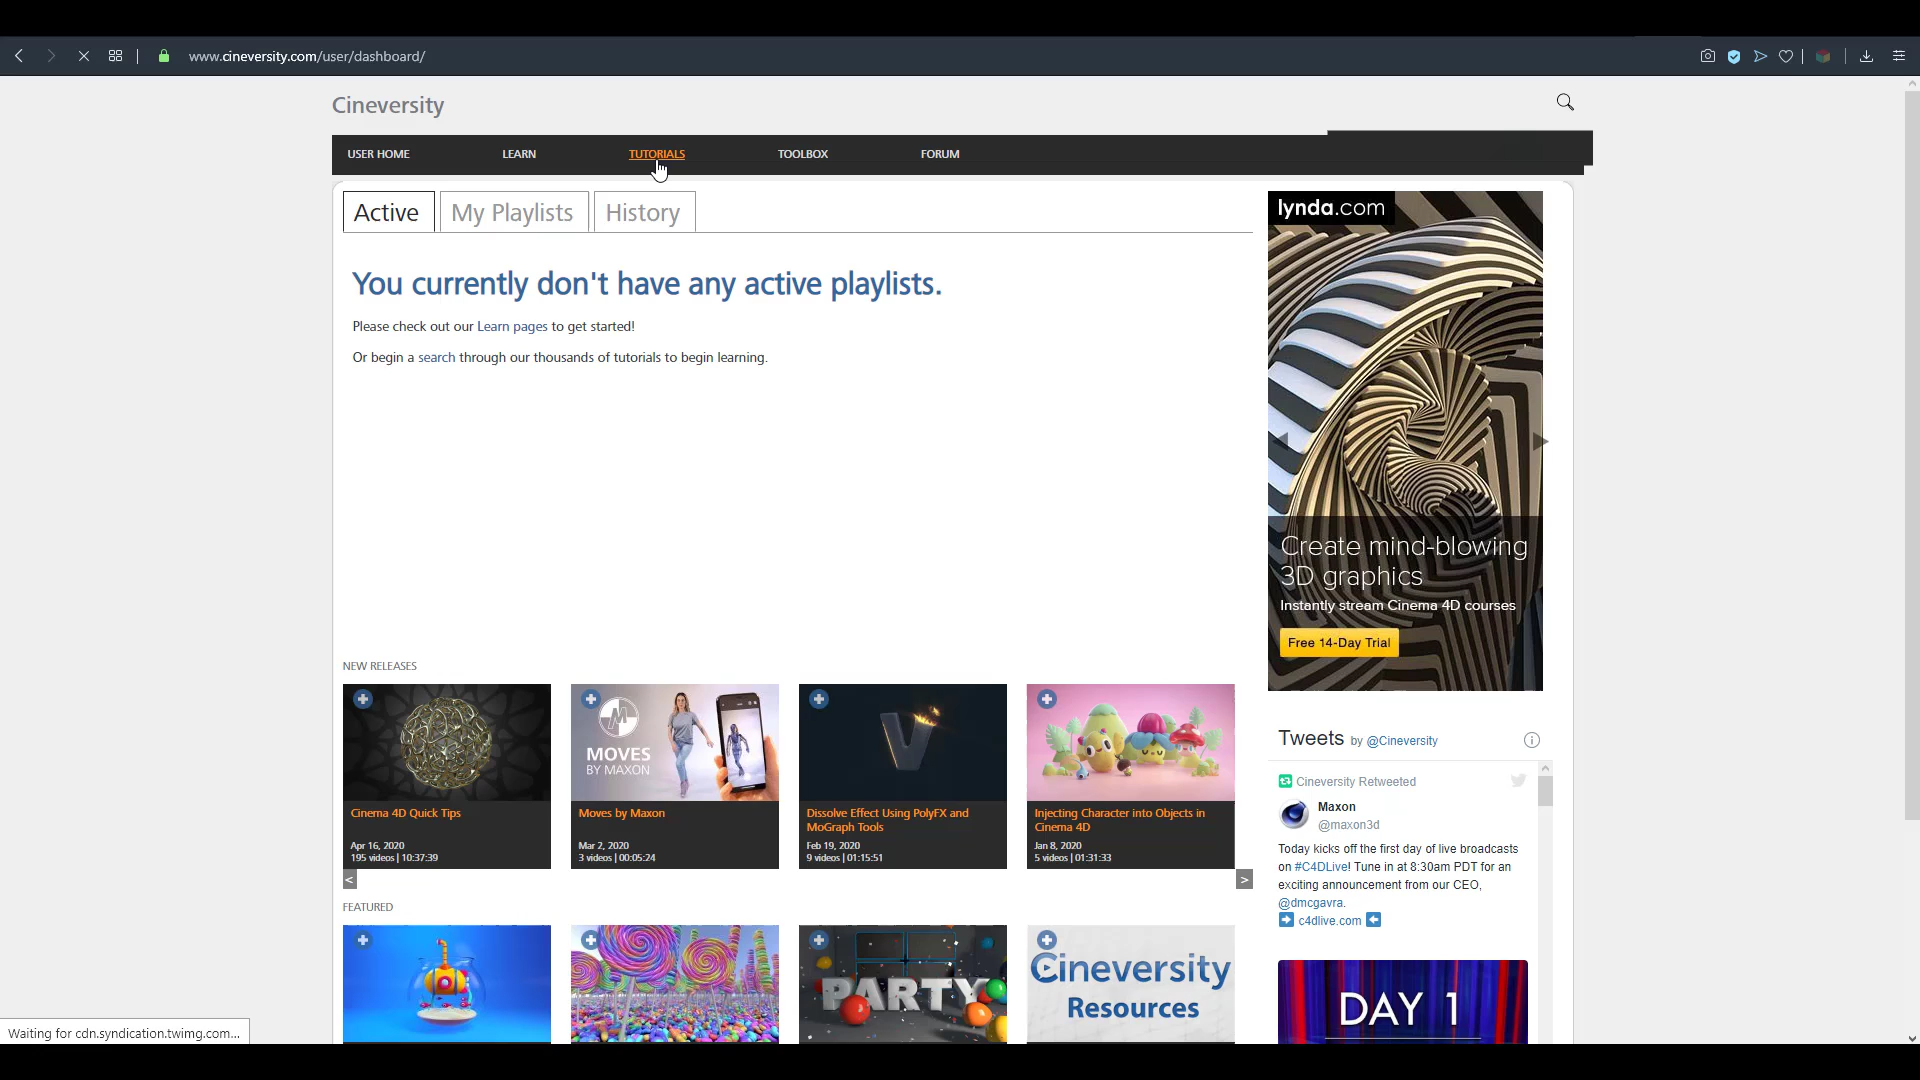 www.cineversity.com/user/dashboard/
Cineversity
USER HOME
LEARN
TUTORIALS
TOOLBOX
FORUM
Active
My Playlists
History
You currently don't have any active playlists.
Please check out our Learn pages to get started!
Or begin a search through our thousands of tutorials to begin learning.
lynda.com
Create mind-blowing
3D graphics
Instantly stream Cinema 4D courses
Free 14-Day Trial
NEW RELEASES
MOVES
BY MAXON
V
Cinema 4D Quick Tips
Apr 16, 2020
195 videos | 10:37:39
Moves by Maxon
Mar 2, 2020
3 videos | 00:05:24
Dissolve Effect Using PolyFX and
MoGraph Tools
Feb 19, 2020
9 videos | 01:15:51
Injecting Character into Objects in
Cinema 4D
Jan 8, 2020
5 videos | 01:31:33
<
>
FEATURED
PARTY
Cineversity
Resources
Tweets by @Cineversity
Cineversity Retweeted
Maxon
@maxon3d
Today kicks off the first day of live broadcasts
on #C4DLive! Tune in at 8:30am PDT for an
exciting announcement from our CEO,
@dmcgavra.
c4dlive.com
DAY 1
Waiting for cdn.syndication.twimg.com...